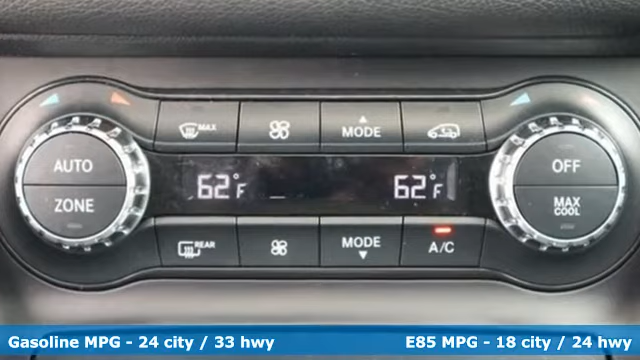 MAX
▲
MODE
AUTO
ZONE
62°F
62°F
OFF
MAX
COOL
REAR
MODE
▼
A/C
Gasoline MPG - 24 city / 33 hwy
E85 MPG - 18 city / 24 hwy